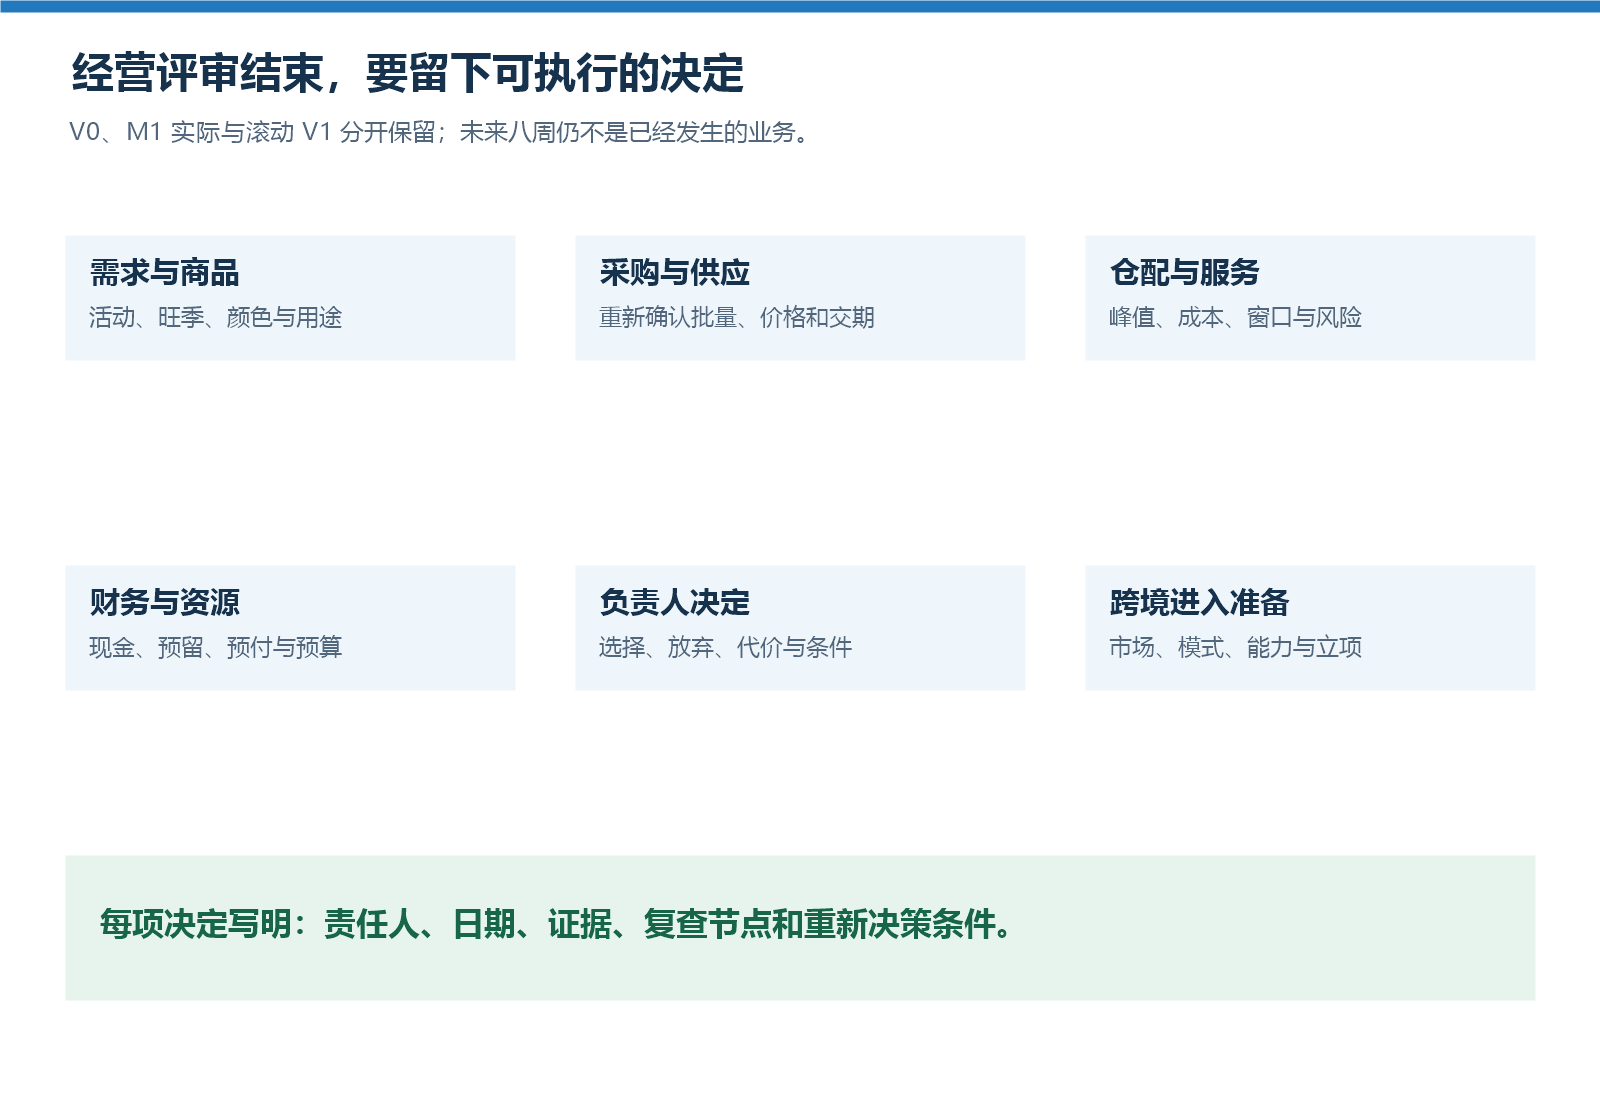 经营评审结束，要留下可执行的决定
V0、M1 实际与滚动 V1 分开保留；未来八周仍不是已经发生的业务。
需求与商品
活动、旺季、颜色与用途
采购与供应
重新确认批量、价格和交期
仓配与服务
峰值、成本、窗口与风险
财务与资源
现金、预留、预付与预算
负责人决定
选择、放弃、代价与条件
跨境进入准备
市场、模式、能力与立项
每项决定写明：责任人、日期、证据、复查节点和重新决策条件。